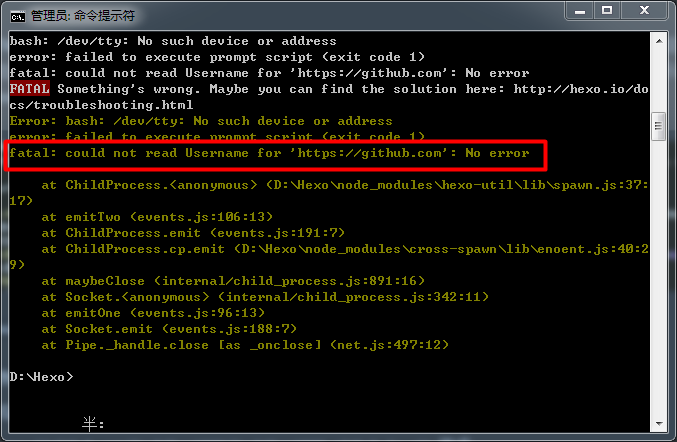 管理员: 命令提示符
bash: /dev/tty: No such device or address
error: failed to execute prompt script (exit code 1)
fatal: could not read Username for 'https://github.com': No error
FATAL Something's wrong. Maybe you can find the solution here: http://hexo.io/do
cs/troubleshooting.html
Error: bash: /dev/tty: No such device or address
error: failed to execute prompt script (exit code 1)
fatal: could not read Username for 'https://github.com': No error
at ChildProcess.<anonymous> (D:\Hexo\node_modules\hexo-util\lib\spawn.js:37:
17)
at emitTwo (events.js:106:13)
at ChildProcess.emit (events.js:191:7)
at ChildProcess.cp.emit (D:\Hexo\node_modules\cross-spawn\lib\enoent.js:40:2
9)
at maybeClose (internal/child_process.js:891:16)
at Socket.<anonymous> (internal/child_process.js:342:11)
at emitOne (events.js:96:13)
at Socket.emit (events.js:188:7)
at Pipe._handle.close [as _onclose] (net.js:497:12)
D:\Hexo>
半: